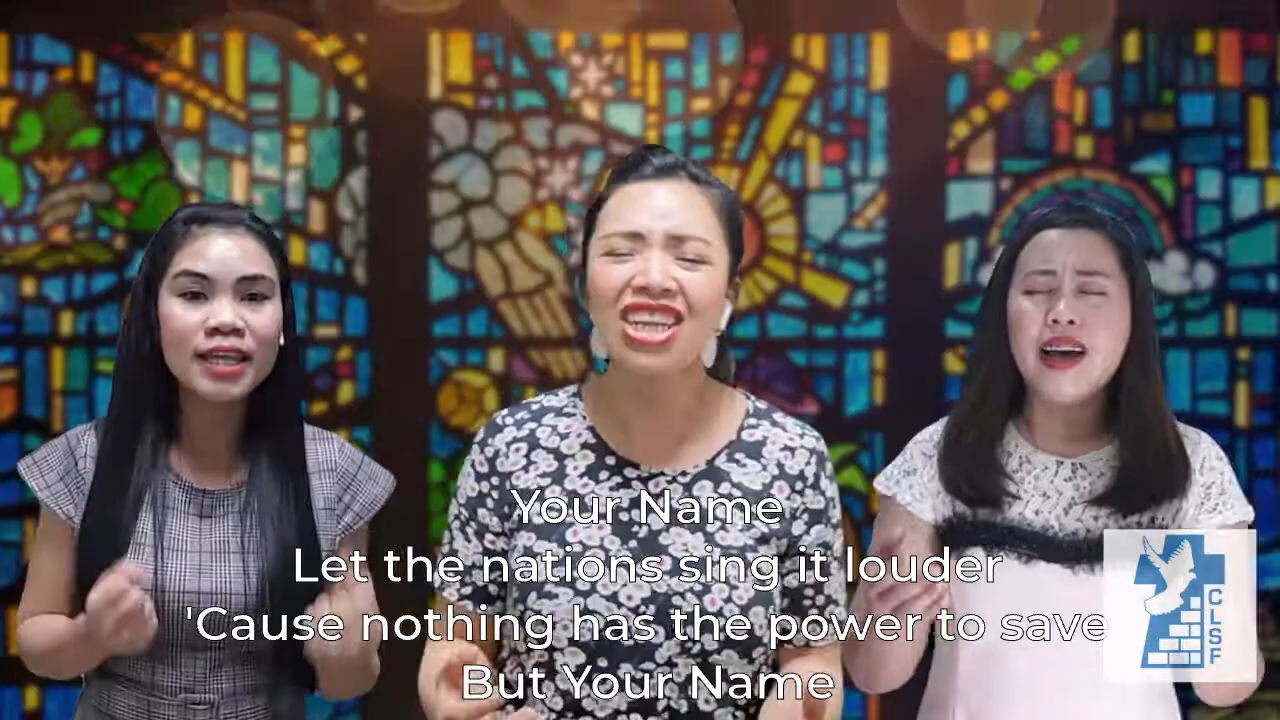 Your Name
Let the nations sing it louder
'Cause nothing has the power to save
But Your Name
CLSF